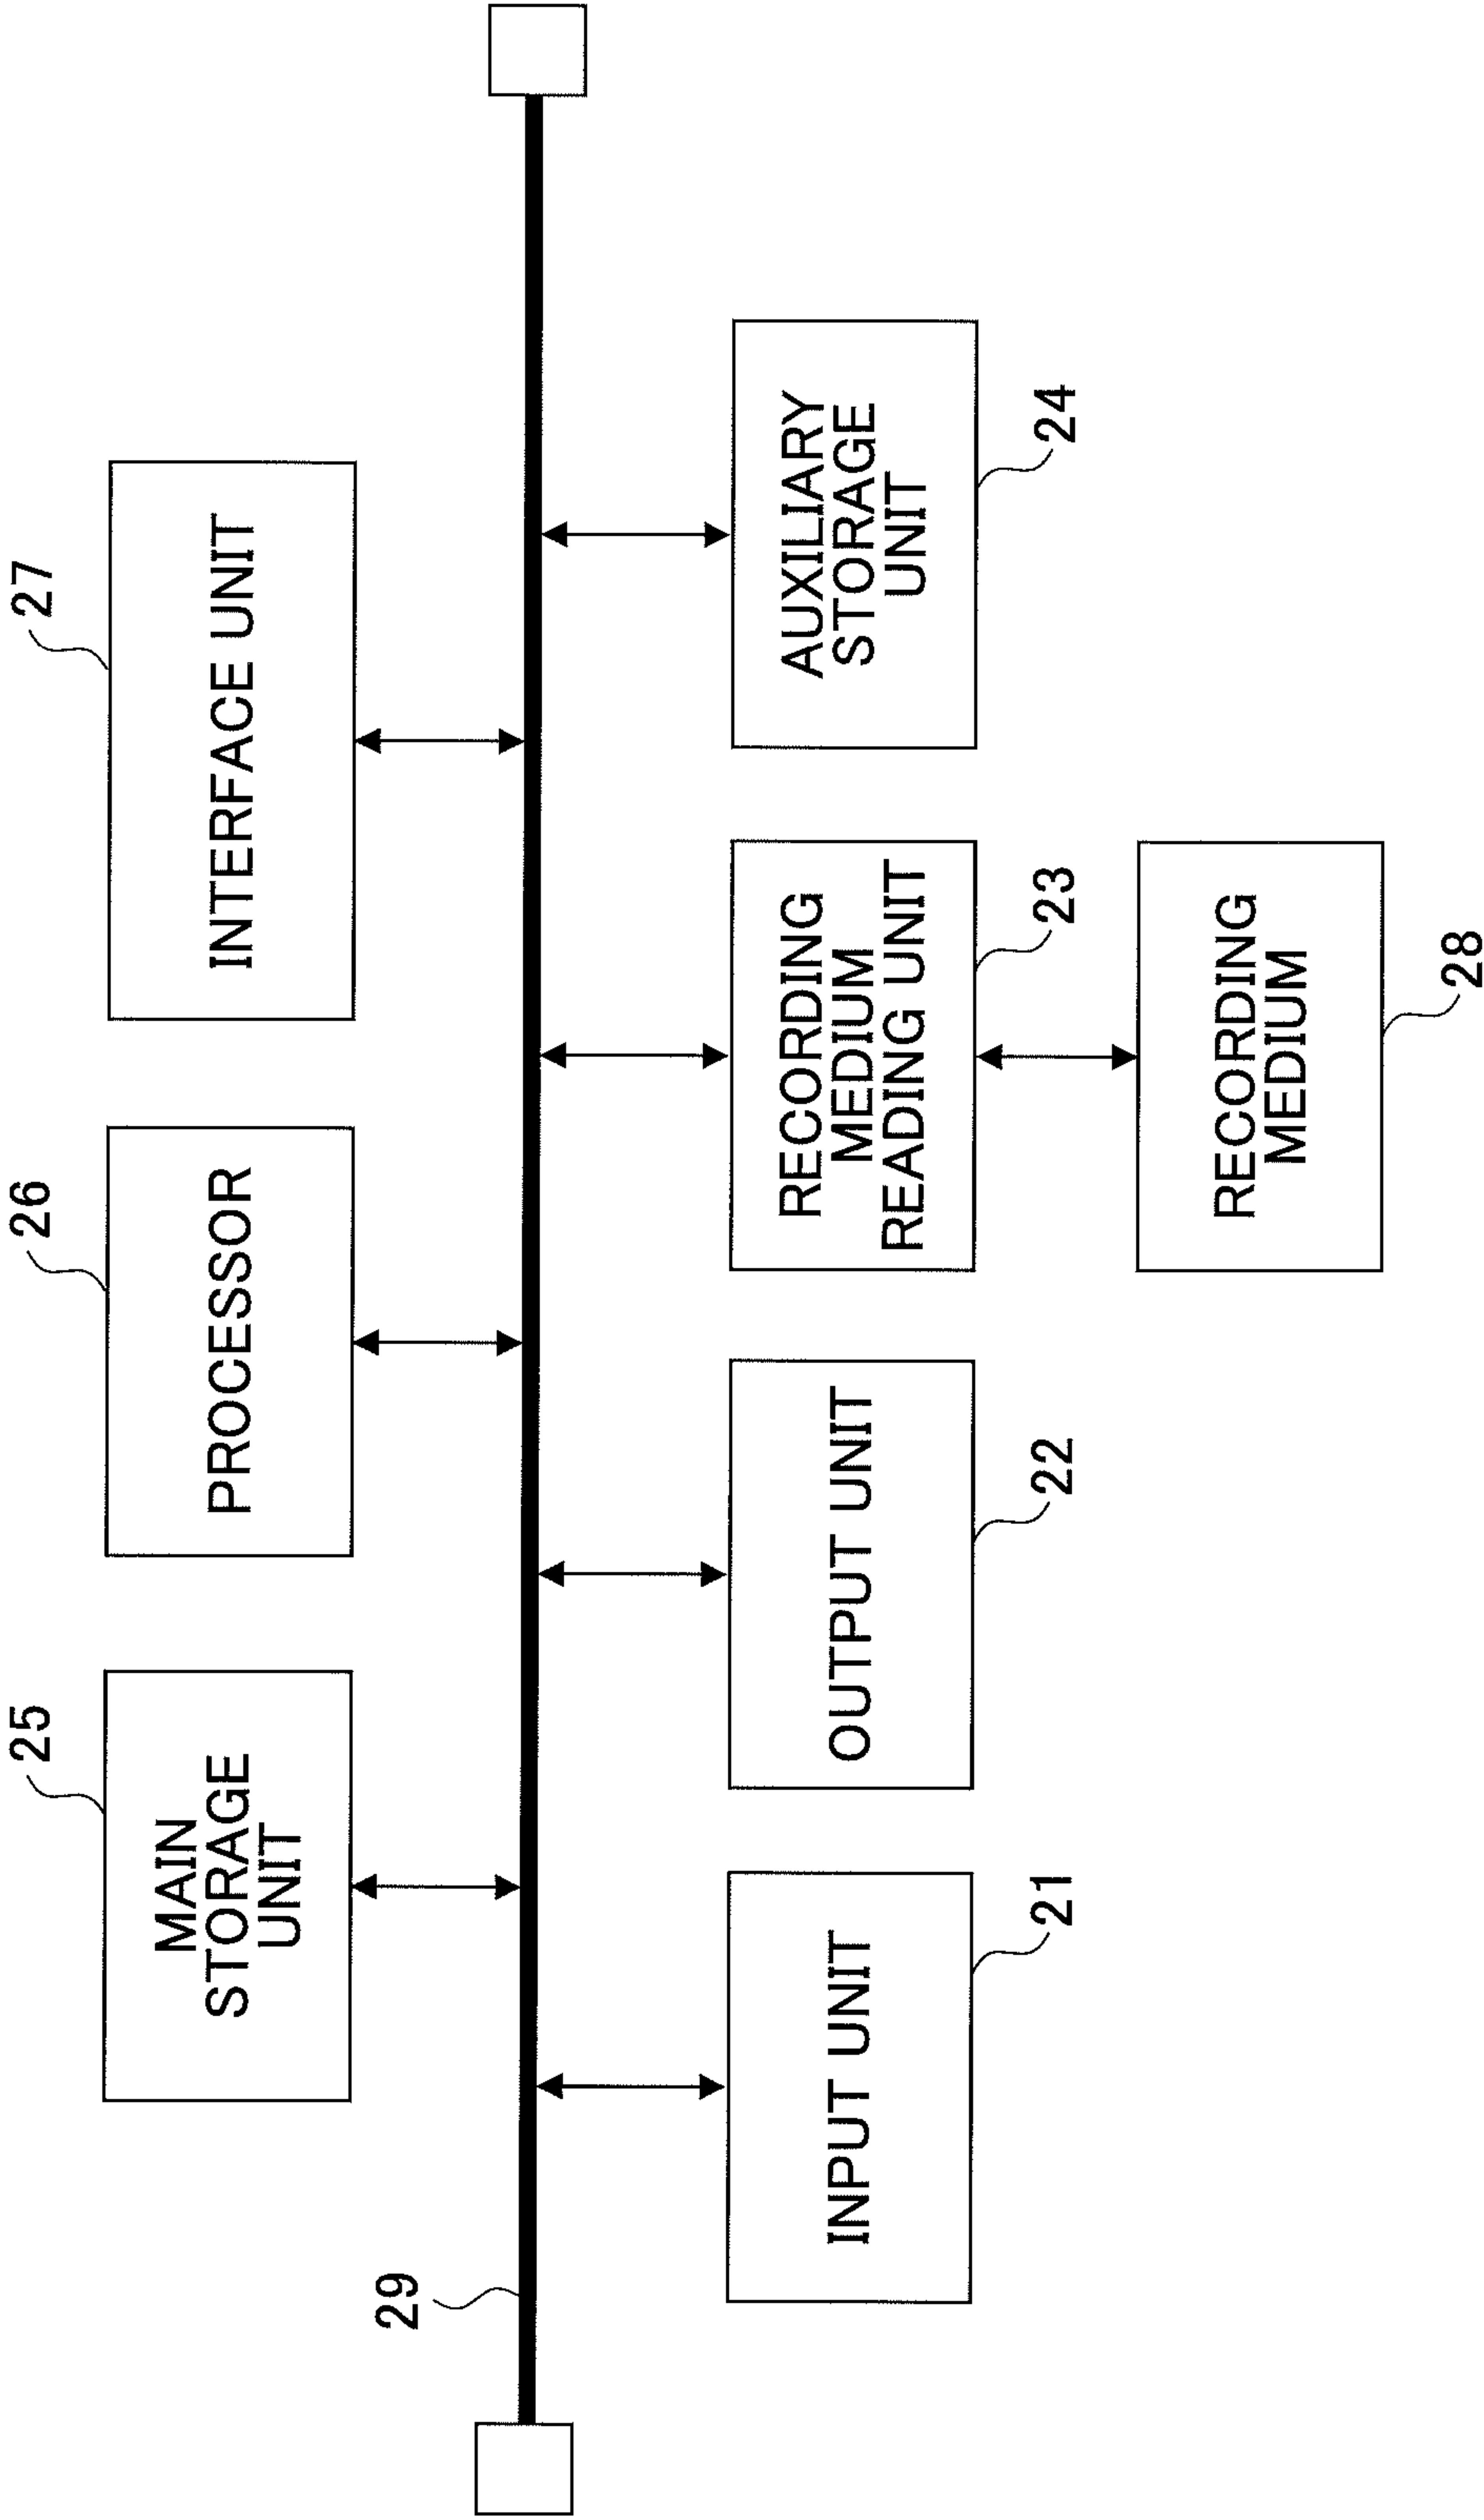 25
26
27
MAIN
STORAGE
UNIT
PROCESSOR
INTERFACE UNIT
29
INPUT UNIT
OUTPUT UNIT
RECORDING
MEDIUM
READING UNIT
AUXILIARY
STORAGE
UNIT
21
22
23
24
RECORDING
MEDIUM
28